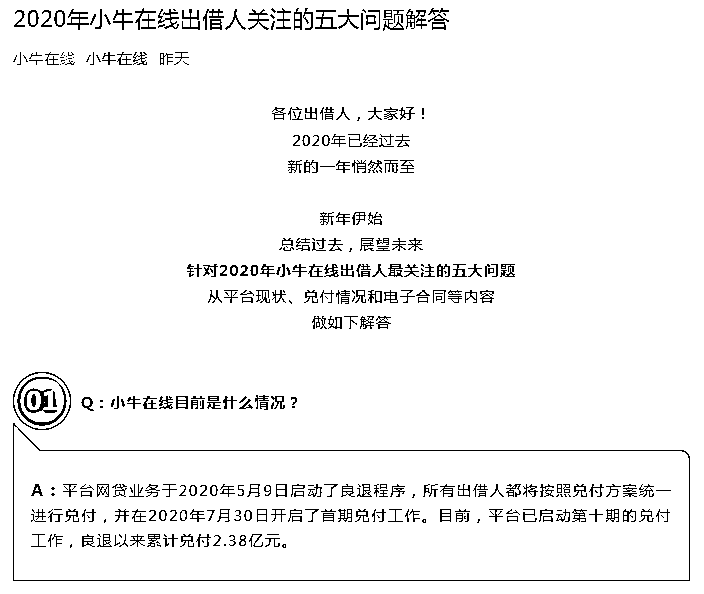 2020年小牛在线出借人关注的五大问题解答
小牛在线 小牛在线 昨天
各位出借人，大家好！
2020年已经过去
新的一年悄然而至
新年伊始
总结过去，展望未来
针对2020年小牛在线出借人最关注的五大问题
从平台现状、兑付情况和电子合同等内容
做如下解答
01 Q：小牛在线目前是什么情况？
A：平台网贷业务于2020年5月9日启动了良退程序，所有出借人都将按照兑付方案统一
进行兑付，并在2020年7月30日开启了首期兑付工作。目前，平台已启动第十期的兑付
工作，良退以来累计兑付2.38亿元。